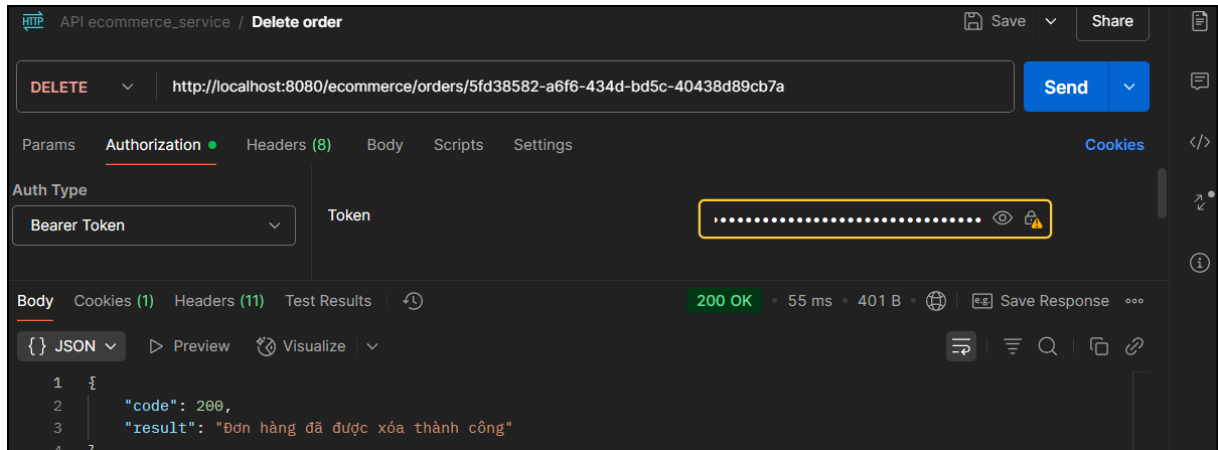 HTTP API ecommerce_service / Delete order Save Share
DELETE http://localhost:8080/ecommerce/orders/5fd38582-a6f6-434d-bd5c-40438d89cb7a Send
Params Authorization Headers (8) Body Scripts Settings Cookies
Auth Type
Bearer Token
Token
Body Cookies (1) Headers (11) Test Results 200 OK • 55 ms • 401 B • e.g. Save Response
{} JSON Preview Visualize
1 {
2 "code": 200,
3 "result": "Đơn hàng đã được xóa thành công"
4 }